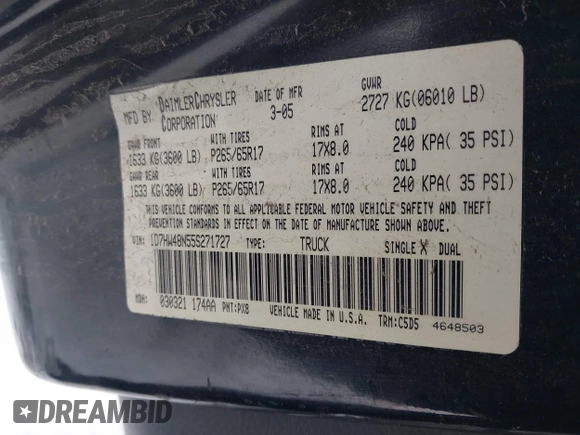 MFD BY DAIMLERCHRYSLER CORPORATION DATE OF MFR 3-05 GVWR 2727 KG(06010 LB)
GAWR FRONT WITH TIRES RIMS AT COLD
1633 KG(3600 LB) P265/65R17 17X8.0 240 KPA( 35 PSI)
GAWR REAR WITH TIRES RIMS AT COLD
1633 KG(3600 LB) P265/65R17 17X8.0 240 KPA( 35 PSI)
THIS VEHICLE CONFORMS TO ALL APPLICABLE FEDERAL MOTOR VEHICLE SAFETY AND THEFT
PREVENTION STANDARDS IN EFFECT ON THE DATE OF MANUFACTURE SHOWN ABOVE.
VIN: 1D7HW48N55S271727 TYPE: TRUCK SINGLE X DUAL
MDH: 030321 174AA PNT:PX8 VEHICLE MADE IN U.S.A. TRM:C5D5 4648503
DREAMBID